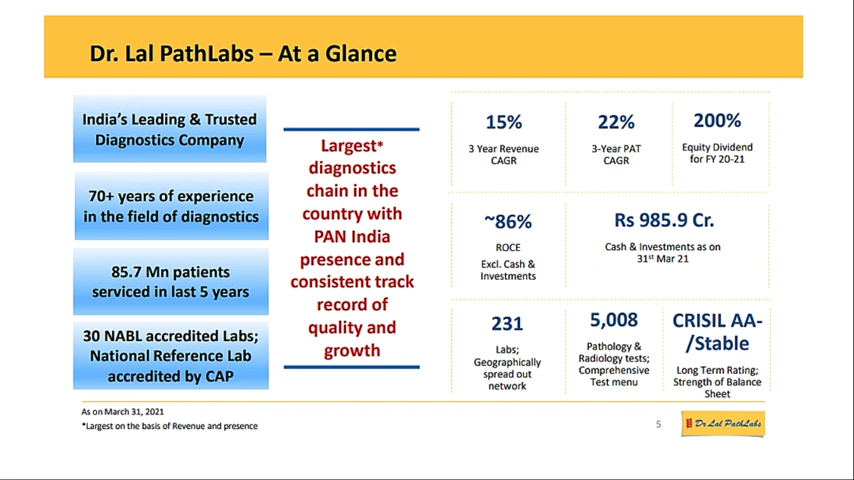 Dr. Lal PathLabs – At a Glance
India's Leading & Trusted
Diagnostics Company
70+ years of experience
in the field of diagnostics
85.7 Mn patients
serviced in last 5 years
30 NABL accredited Labs;
National Reference Lab
accredited by CAP
Largest*
diagnostics
chain in the
country with
PAN India
presence and
consistent track
record of
quality and
growth
15%
3 Year Revenue
CAGR
22%
3-Year PAT
CAGR
200%
Equity Dividend
for FY 20-21
~86%
ROCE
Excl. Cash &
Investments
Rs 985.9 Cr.
Cash & Investments as on
31st Mar 21
231
Labs;
Geographically
spread out
network
5,008
Pathology &
Radiology tests;
Comprehensive
Test menu
CRISIL AA-
/Stable
Long Term Rating;
Strength of Balance
Sheet
As on March 31, 2021
*Largest on the basis of Revenue and presence
5
Dr Lal PathLabs